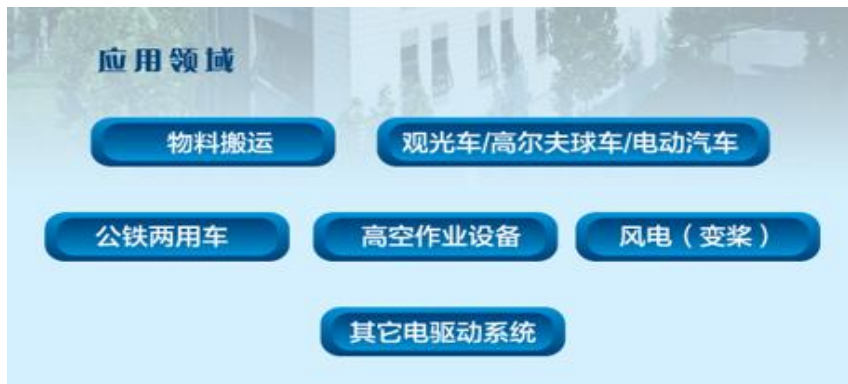 应用领域
物料搬运
观光车/高尔夫球车/电动汽车
公铁两用车
高空作业设备
风电（变桨）
其它电驱动系统